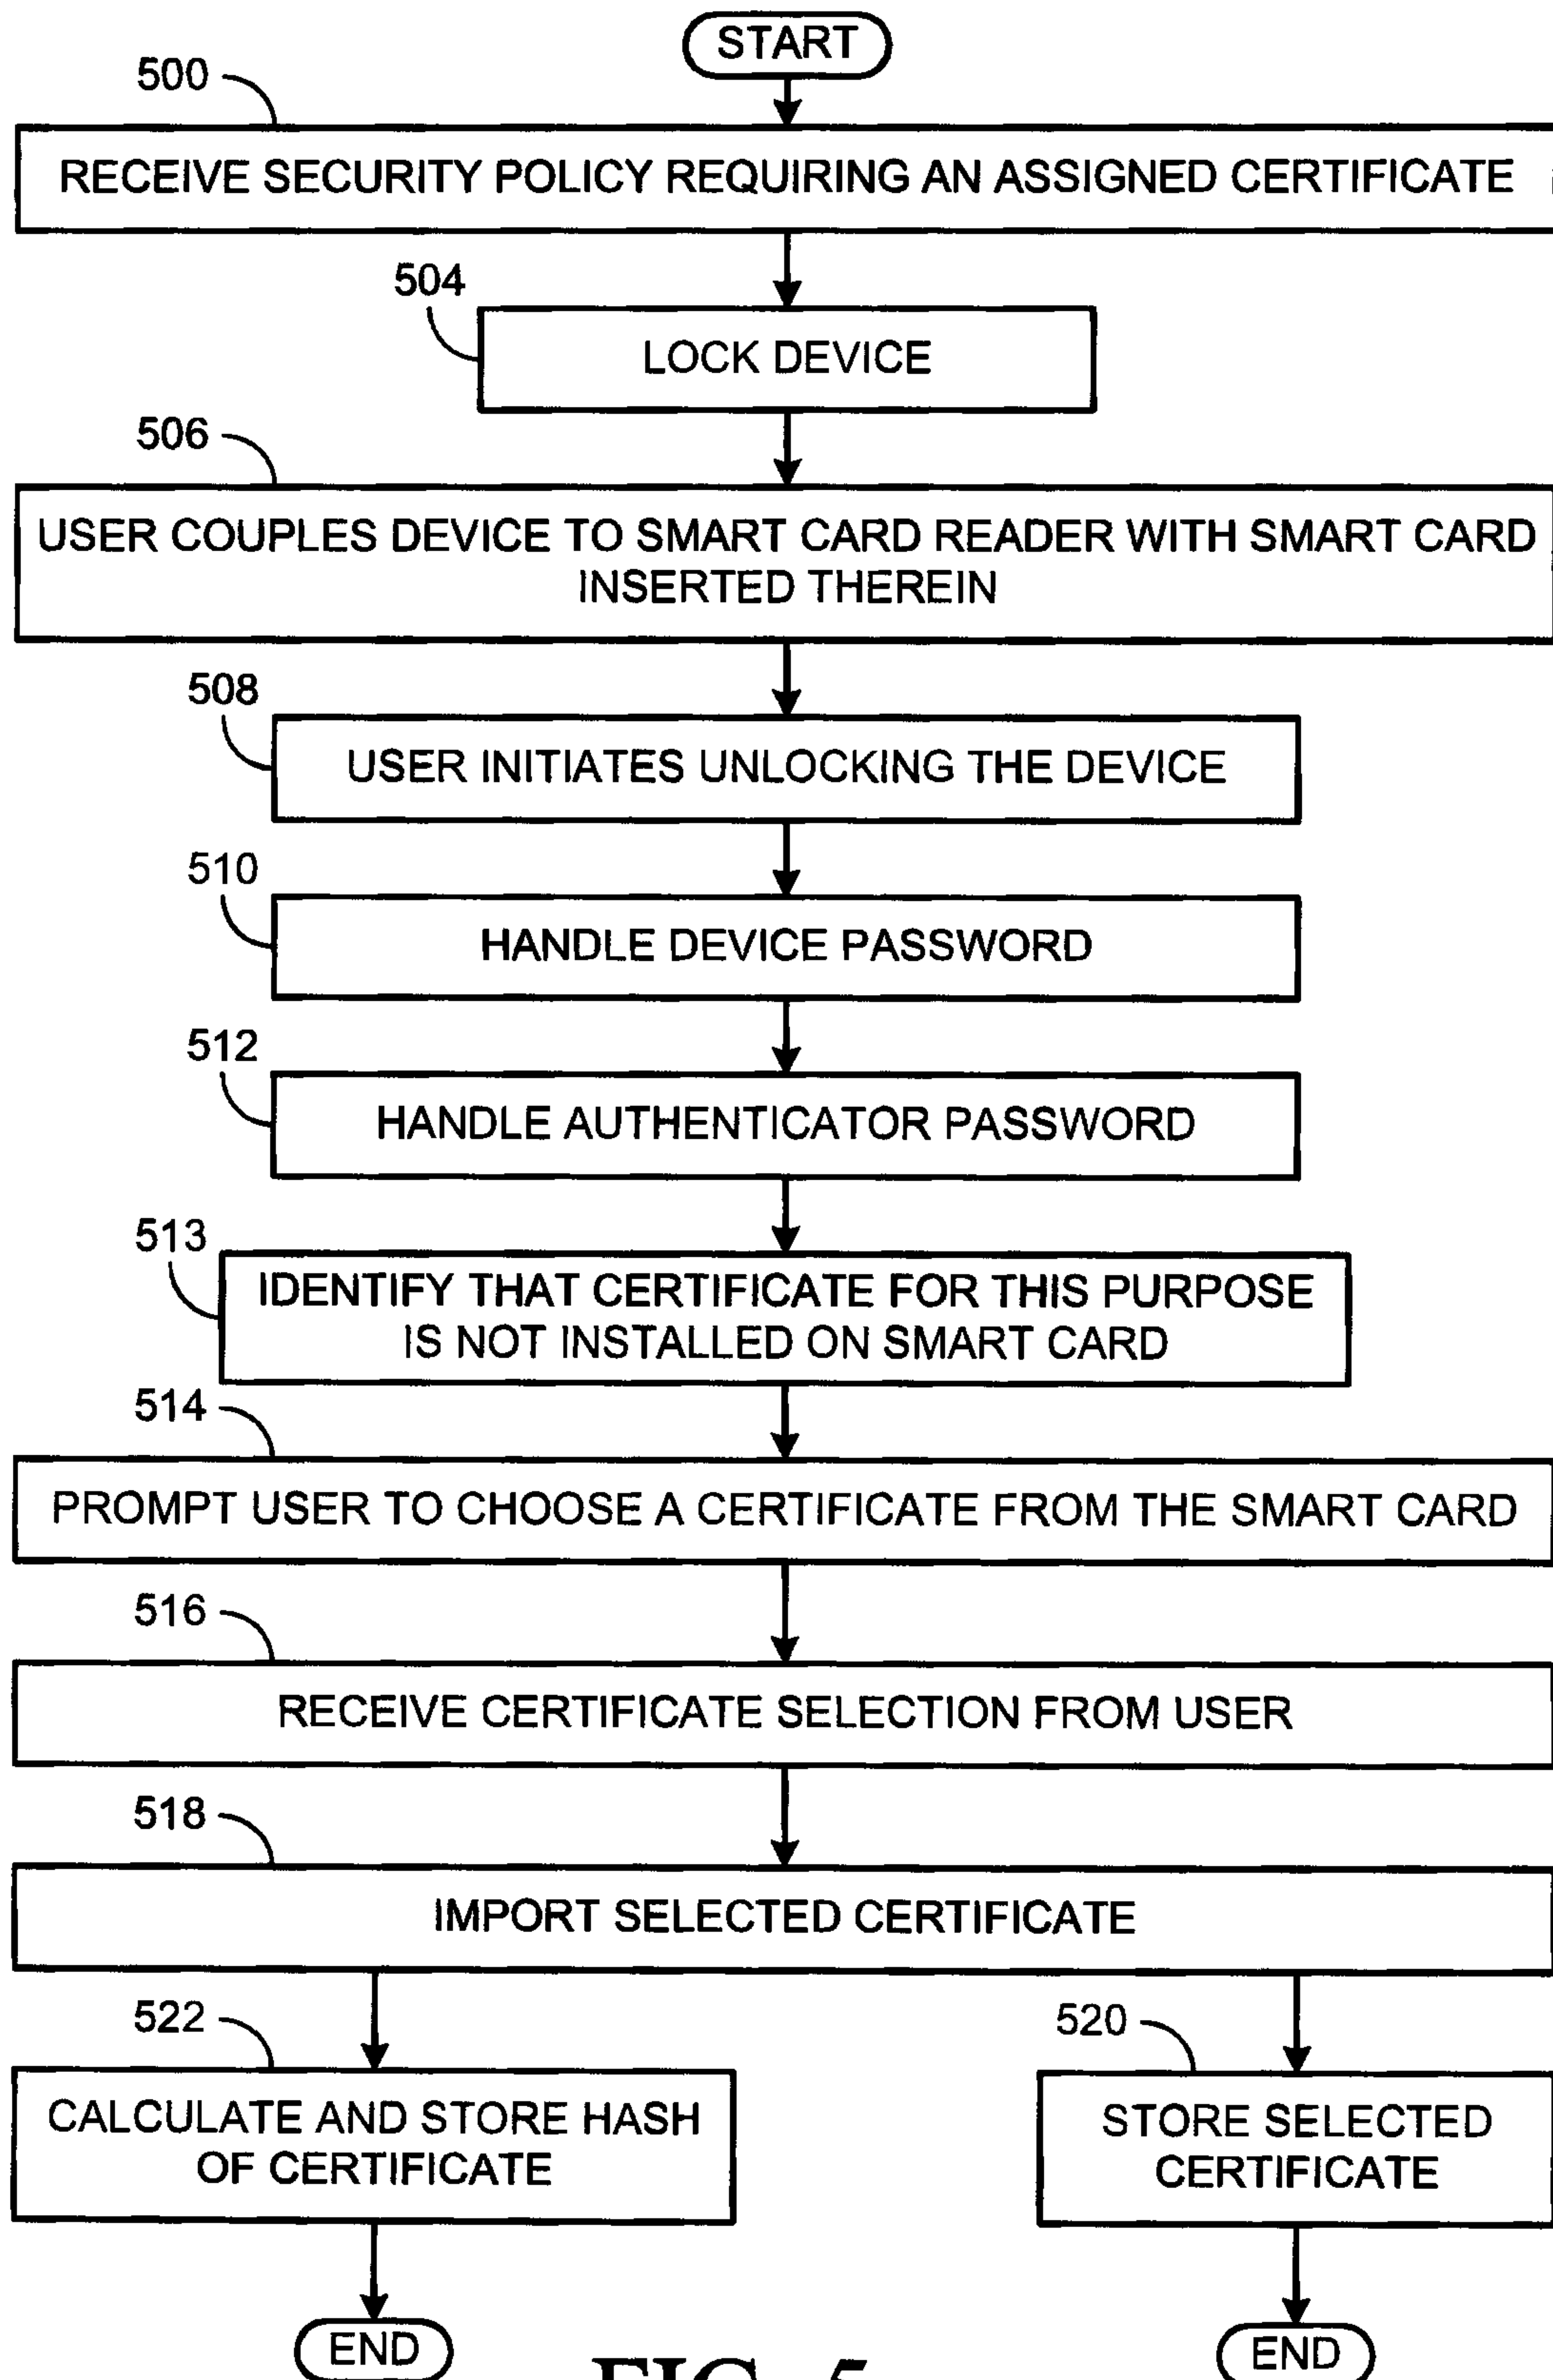 START
500
RECEIVE SECURITY POLICY REQUIRING AN ASSIGNED CERTIFICATE
504
LOCK DEVICE
506
USER COUPLES DEVICE TO SMART CARD READER WITH SMART CARD
INSERTED THEREIN
508
USER INITIATES UNLOCKING THE DEVICE
510
HANDLE DEVICE PASSWORD
512
HANDLE AUTHENTICATOR PASSWORD
513
IDENTIFY THAT CERTIFICATE FOR THIS PURPOSE
IS NOT INSTALLED ON SMART CARD
514
PROMPT USER TO CHOOSE A CERTIFICATE FROM THE SMART CARD
516
RECEIVE CERTIFICATE SELECTION FROM USER
518
IMPORT SELECTED CERTIFICATE
522
CALCULATE AND STORE HASH
OF CERTIFICATE
END
520
STORE SELECTED
CERTIFICATE
END
FIG. 5